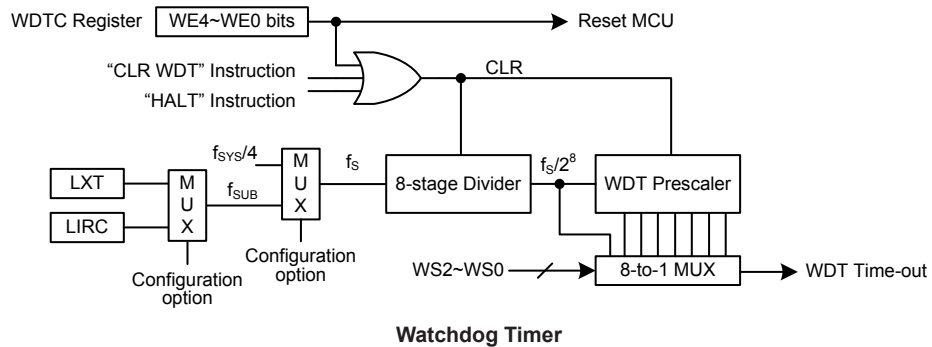 WDTC Register WE4~WE0 bits Reset MCU
“CLR WDT” Instruction
CLR
“HALT” Instruction
fSYS/4
M
U
X
fS
8-stage Divider
fS/2⁸
WDT Prescaler
LXT
LIRC
M
U
X
fSUB
Configuration
option
Configuration
option
WS2~WS0
8-to-1 MUX
WDT Time-out
Watchdog Timer